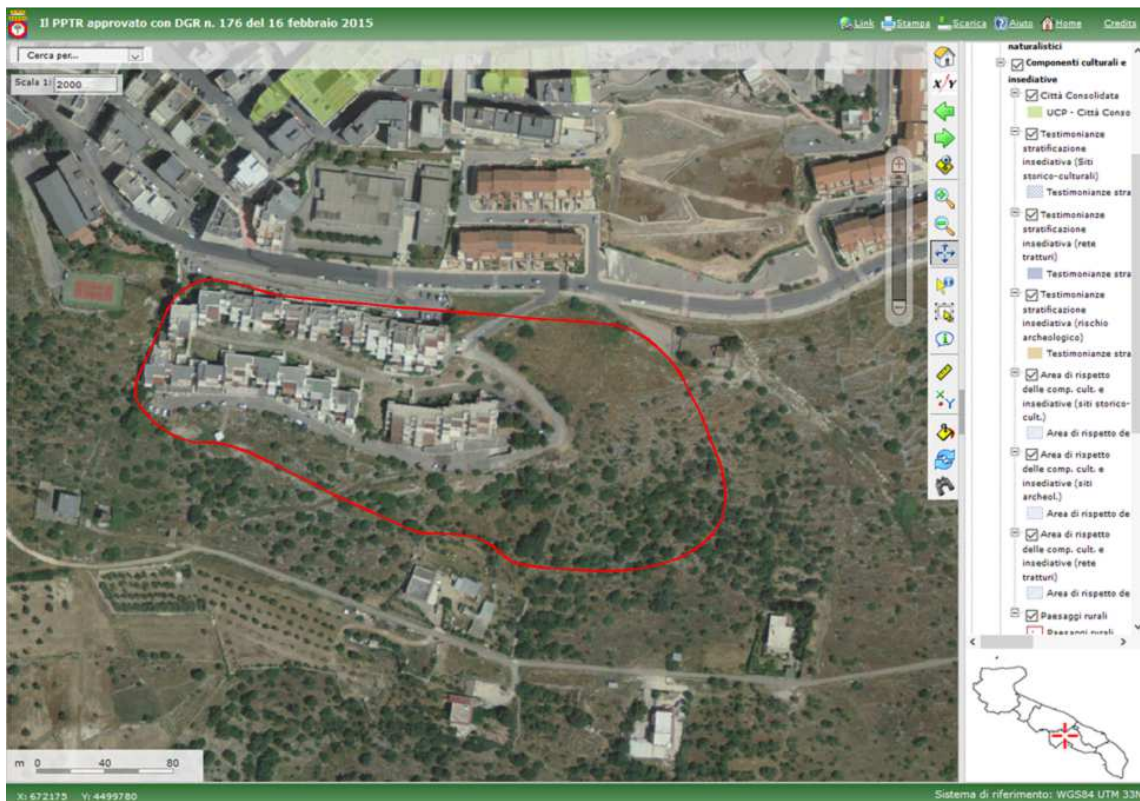 Il PPTR approvato con DGR n. 176 del 16 febbraio 2015
Link Stampa Scarica Aiuto Home Credits
Cerca per...
Scala 1: 2000
naturalistici
Componenti culturali e
insediative
Città Consolidata
UCP - Città Conso
Testimonianze
stratificazione
insediativa (Siti
storico-culturali)
Testimonianze stra
Testimonianze
stratificazione
insediativa (rete
tratturi)
Testimonianze stra
Testimonianze
stratificazione
insediativa (rischio
archeologico)
Testimonianze stra
Area di rispetto
delle comp. cult. e
insediative (siti storico-
cult.)
Area di rispetto de
Area di rispetto
delle comp. cult. e
insediative (siti
archeol.)
Area di rispetto de
Area di rispetto
delle comp. cult. e
insediative (rete
tratturi)
Area di rispetto de
Paesaggi rurali
Paesaggi rurali
m 0 40 80
X: 672175 Y: 4499780
Sistema di riferimento: WGS84 UTM 33N